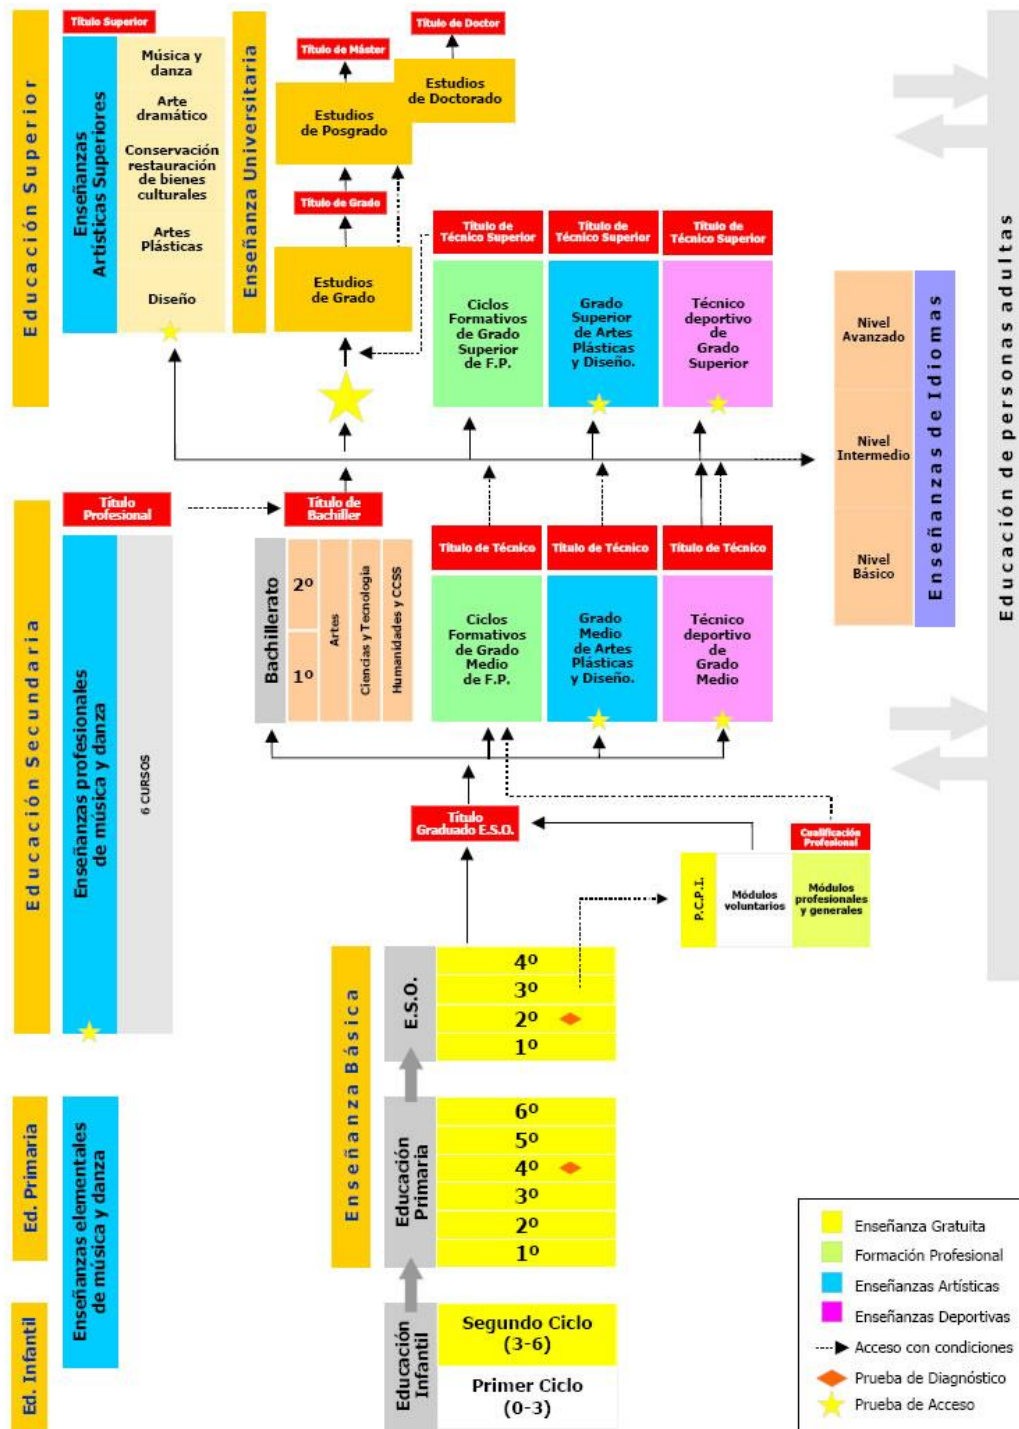 Título Superior
Título de Doctor
Título de Máster
Educación Superior
Enseñanzas
Artísticas Superiores
Música y
danza
Arte
dramático
Conservación
restauración
de bienes
culturales
Artes
Plásticas
Diseño
Enseñanza Universitaria
Estudios
de Posgrado
Estudios
de Doctorado
Título de Grado
Estudios
de Grado
Título de
Técnico Superior
Título de
Técnico Superior
Título de
Técnico Superior
Ciclos
Formativos
de Grado
Superior
de F.P.
Grado
Superior
de Artes
Plásticas
y Diseño.
Técnico
deportivo
de
Grado
Superior
Nivel
Avanzado
Nivel
Intermedio
Nivel
Básico
Enseñanzas de Idiomas
Educación de personas adultas
Educación Secundaria
Título
Profesional
Enseñanzas profesionales
de música y danza
6 CURSOS
Título de
Bachiller
Bachillerato
2º
1º
Artes
Ciencias y Tecnología
Humanidades y CCSS
Título de Técnico
Título de Técnico
Título de Técnico
Ciclos
Formativos
de Grado
Medio
de F.P.
Grado
Medio
de Artes
Plásticas
y Diseño.
Técnico
deportivo
de
Grado
Medio
Título
Graduado E.S.O.
Cualificación
Profesional
P.C.P.I.
Módulos
voluntarios
Módulos
profesionales
y generales
Enseñanza Básica
E.S.O.
4º
3º
2º
1º
Ed. Primaria
Enseñanzas elementales
de música y danza
Educación
Primaria
6º
5º
4º
3º
2º
1º
Ed. Infantil
Educación
Infantil
Segundo Ciclo
(3-6)
Primer Ciclo
(0-3)
Enseñanza Gratuita
Formación Profesional
Enseñanzas Artísticas
Enseñanzas Deportivas
Acceso con condiciones
Prueba de Diagnóstico
Prueba de Acceso